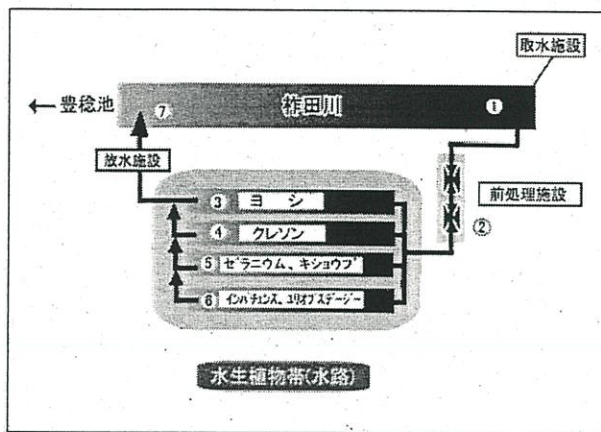 取水施設
← 豊稔池
柞田川
⑦
①
放水施設
前処理施設
②
③ ヨシ
④ クレソン
⑤ ゼラニウム、キショウブ
⑥ インパチェンス、ユリオプスデージー
水生植物帯(水路)